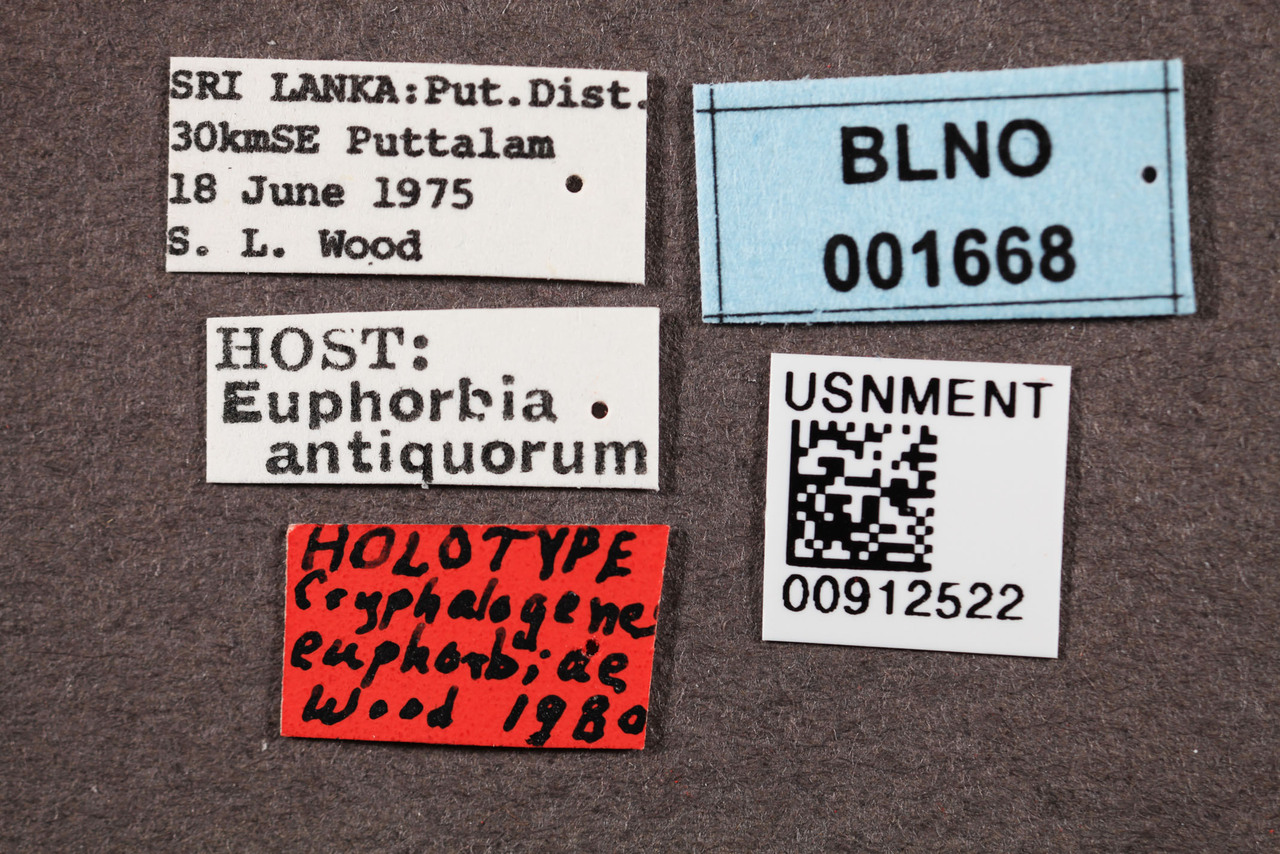 SRI LANKA:Put.Dist.
30kmSE Puttalam
18 June 1975
S. L. Wood
BLNO
001668
HOST:
Euphorbia
antiquorum
USNMENT
00912522
HOLOTYPE
Cryphalogenes
euphorbiae
Wood 1980